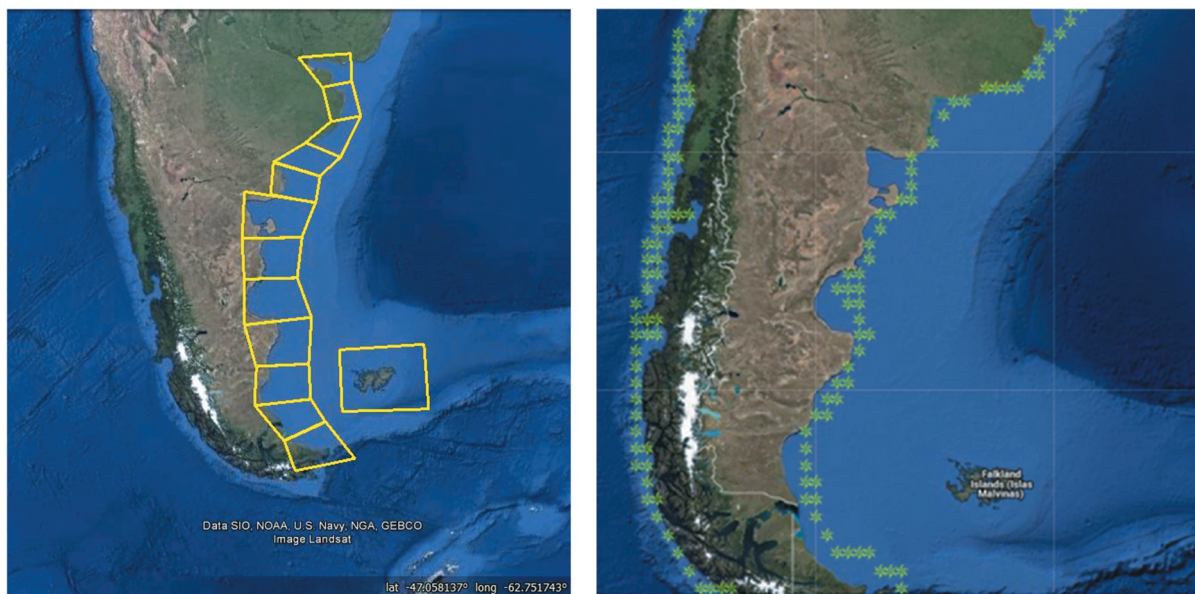 Data SIO, NOAA, U.S. Navy, NGA, GEBCO
Image Landsat
lat -47.058137° long -62.751743°
Falkland
Islands (Islas
Malvinas)